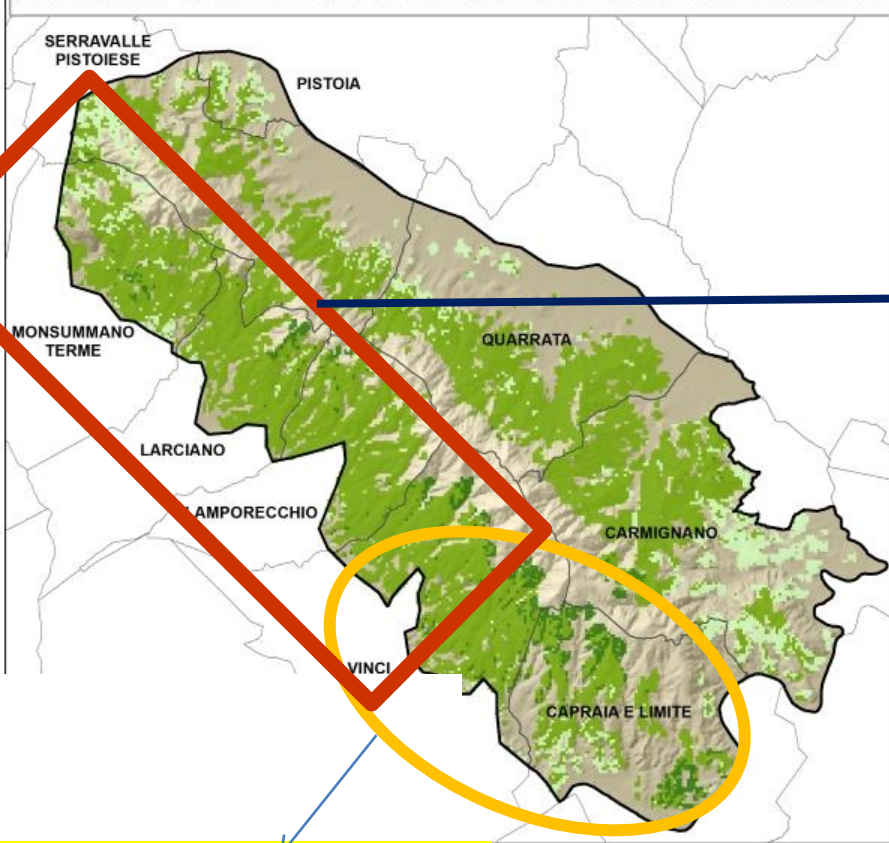 SERRAVALLE
PISTOIESE
PISTOIA
MONSUMMANO
TERME
QUARRATA
LARCIANO
LAMPORECCHIO
CARMIGNANO
VINCI
CAPRAIA E LIMITE